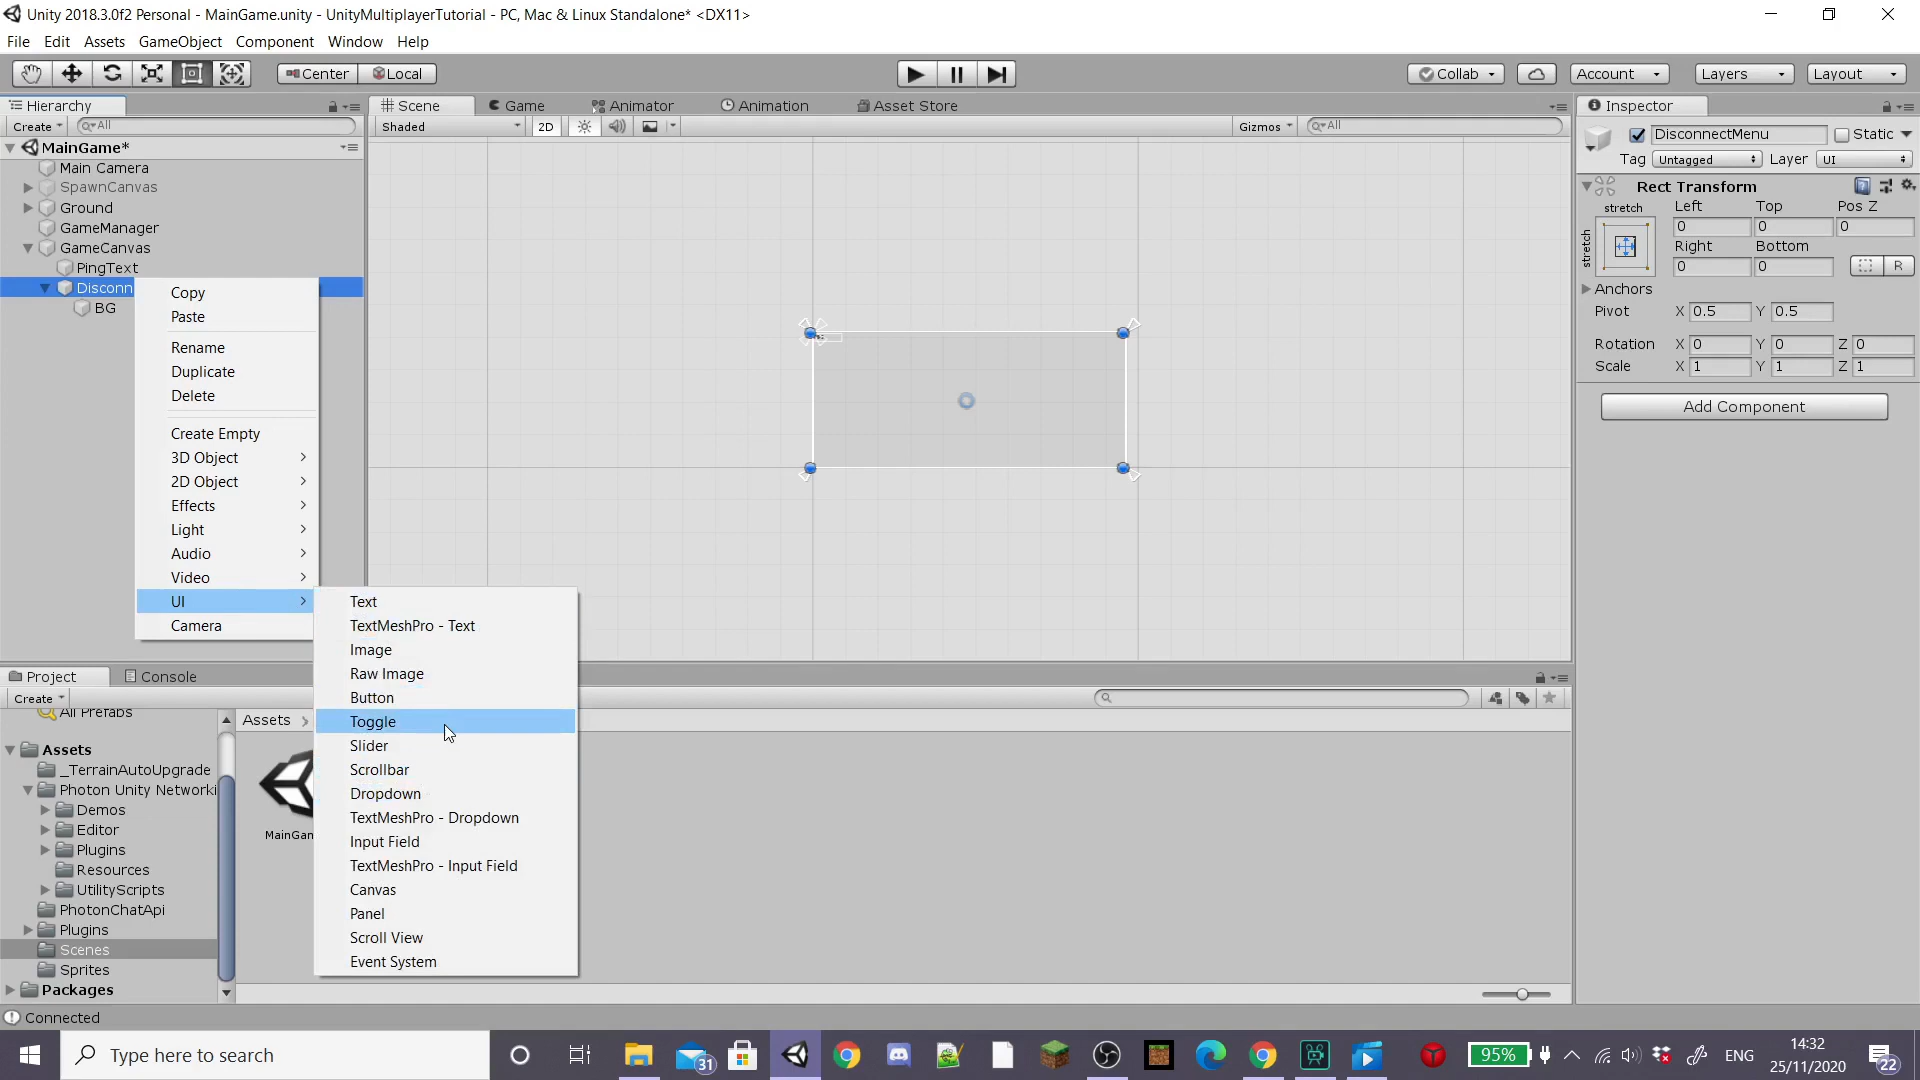 Unity 2018.3.0f2 Personal - MainGame.unity - UnityMultiplayerTutorial - PC, Mac & Linux Standalone* <DX11>
File Edit Assets GameObject Component Window Help
Center Local Collab Account Layers Layout
Hierarchy
Create All
MainGame*
Main Camera
SpawnCanvas
Ground
GameManager
GameCanvas
PingText
Disconn
BG
Copy
Paste
Rename
Duplicate
Delete
Create Empty
3D Object
2D Object
Effects
Light
Audio
Video
UI
Camera
Text
TextMeshPro - Text
Image
Raw Image
Button
Toggle
Slider
Scrollbar
Dropdown
TextMeshPro - Dropdown
Input Field
TextMeshPro - Input Field
Canvas
Panel
Scroll View
Event System
Scene Game Animator Animation Asset Store
Shaded 2D Gizmos All
Inspector
DisconnectMenu Static
Tag Untagged Layer UI
Rect Transform
stretch Left Top Pos Z
stretch 0 0 0
Right Bottom
0 0 R
Anchors
Pivot X 0.5 Y 0.5
Rotation X 0 Y 0 Z 0
Scale X 1 Y 1 Z 1
Add Component
Project Console
Create
All Prefabs
Assets
_TerrainAutoUpgrade
Photon Unity Networki
Demos
Editor
Plugins
Resources
UtilityScripts
PhotonChatApi
Plugins
Scenes
Sprites
Packages
Assets
MainGam
Connected
Type here to search
31
95%
ENG
14:32
25/11/2020
22